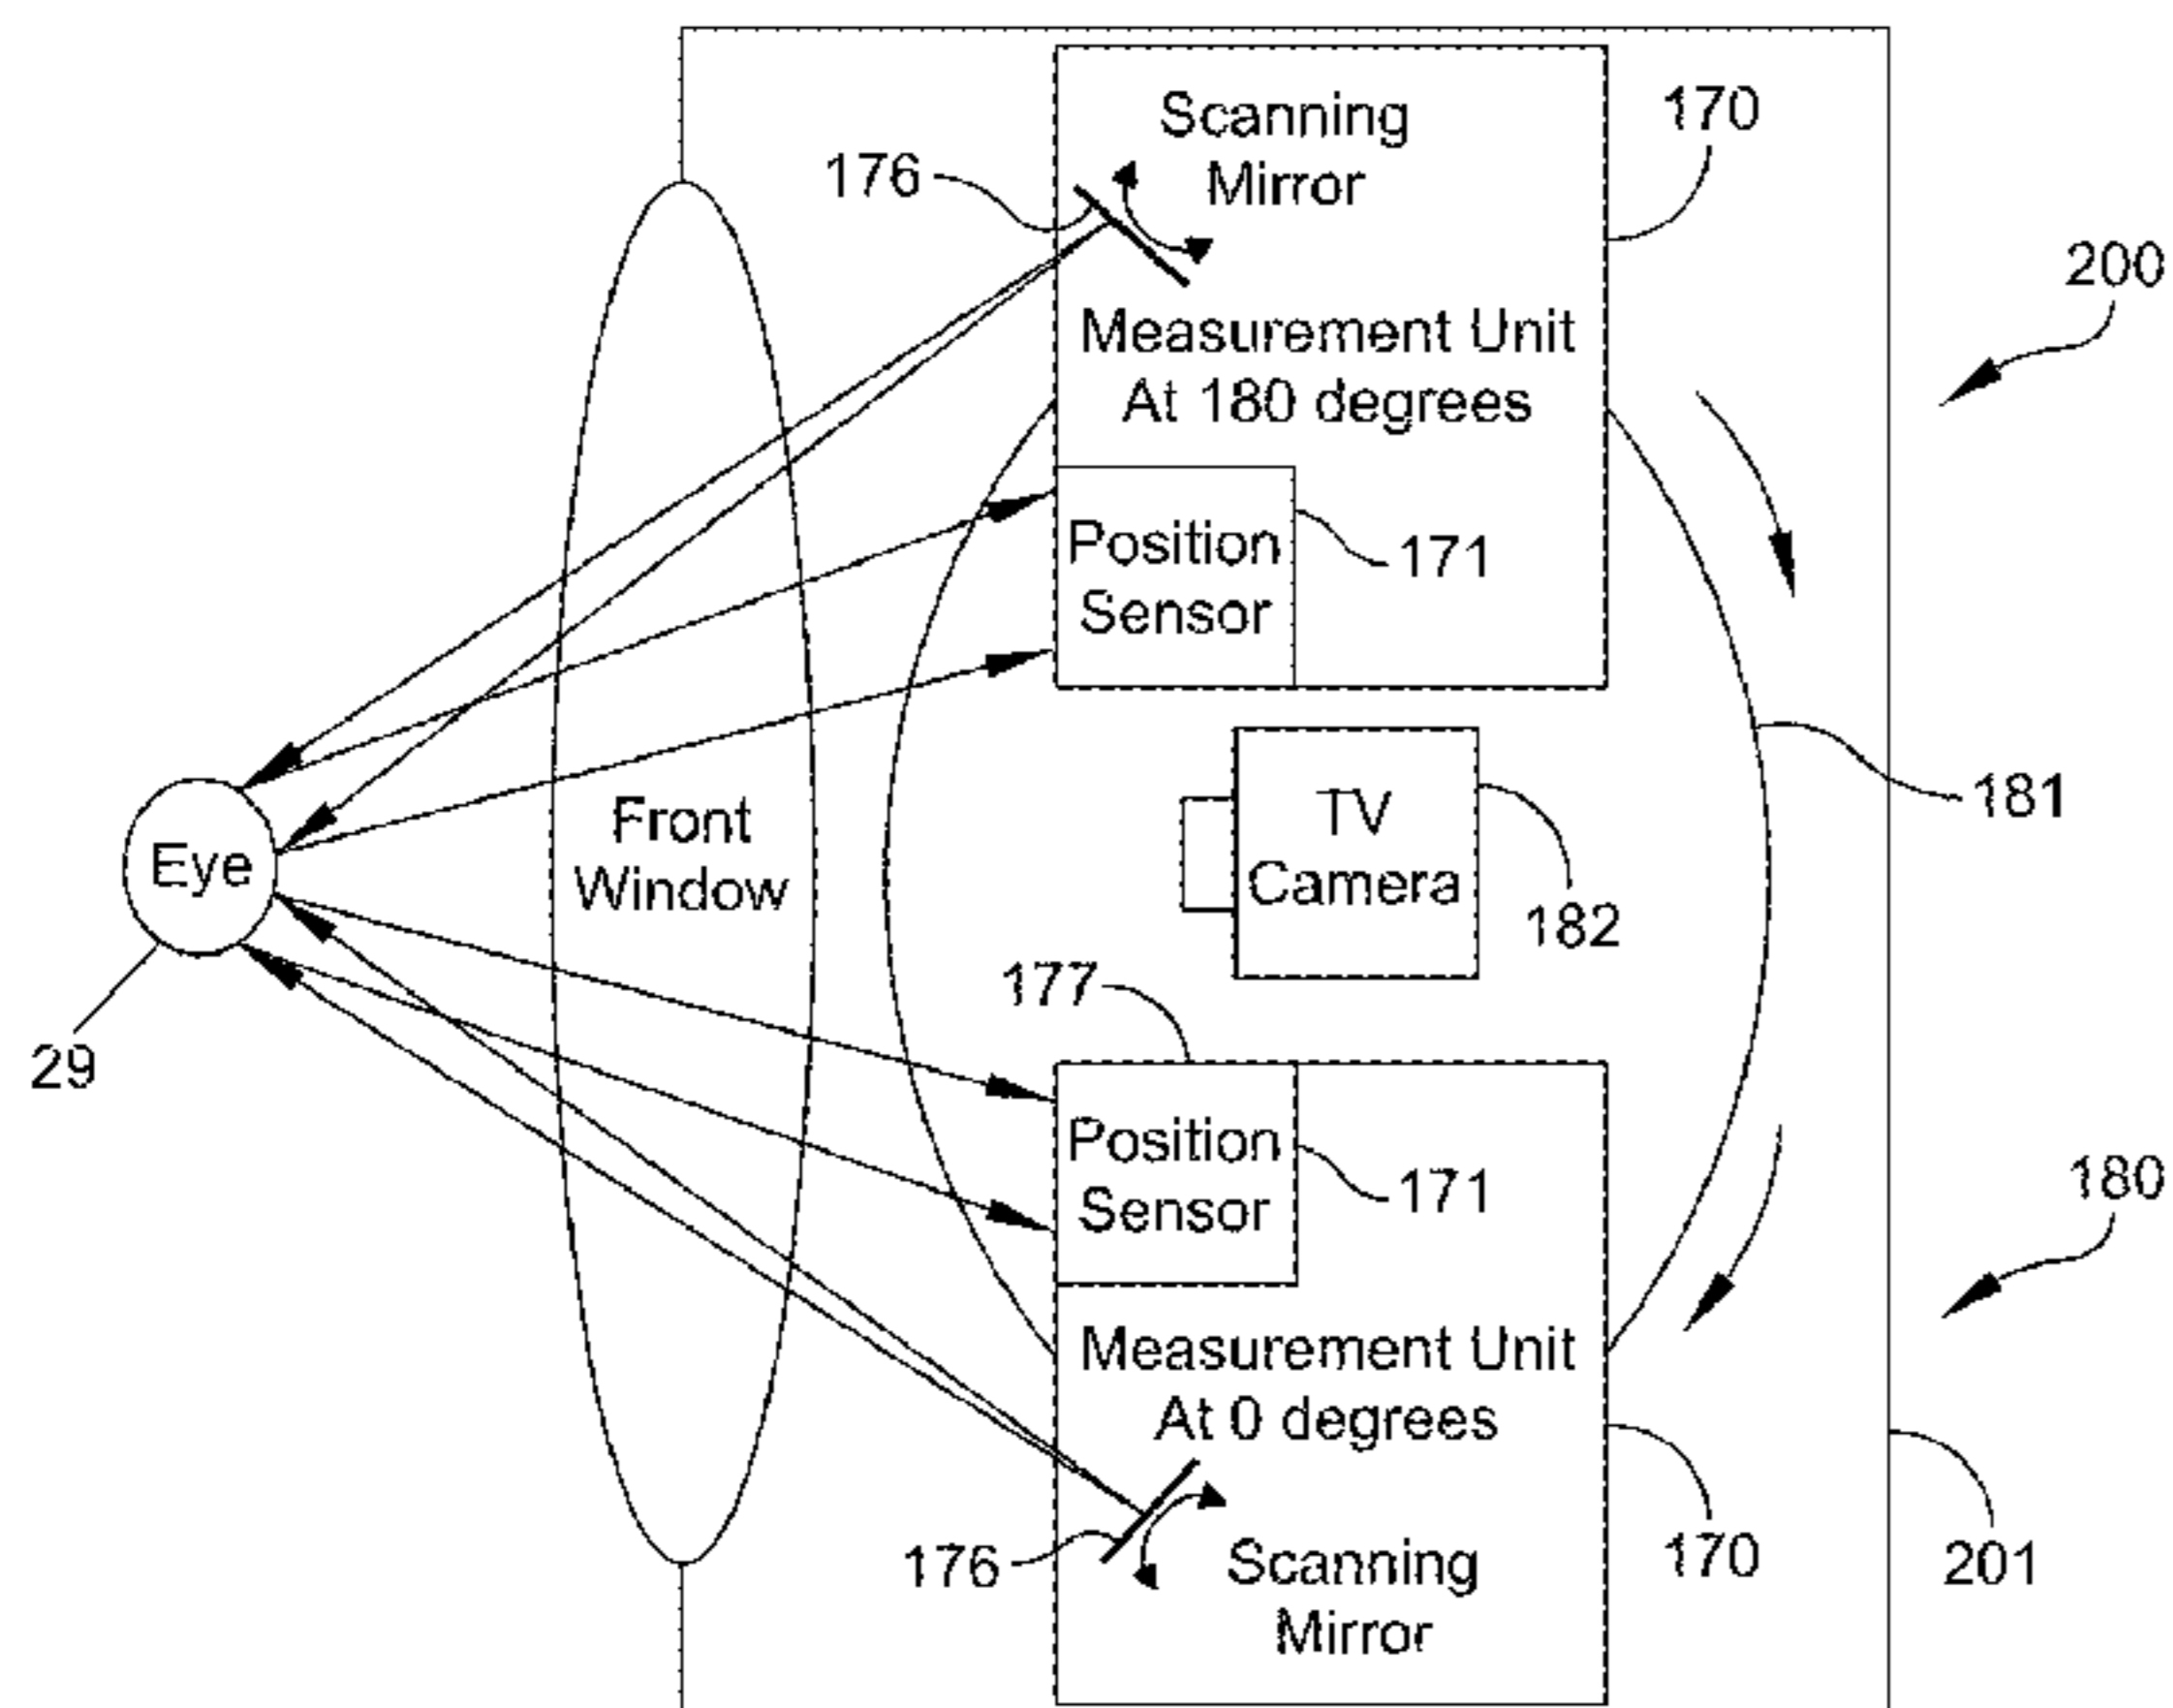 Scanning
Mirror
170
176
200
Measurement Unit
At 180 degrees
Position
Sensor
171
181
TV
Camera
182
Front
Window
Eye
29
177
Position
Sensor
171
180
Measurement Unit
At 0 degrees
176
Scanning
Mirror
170
201